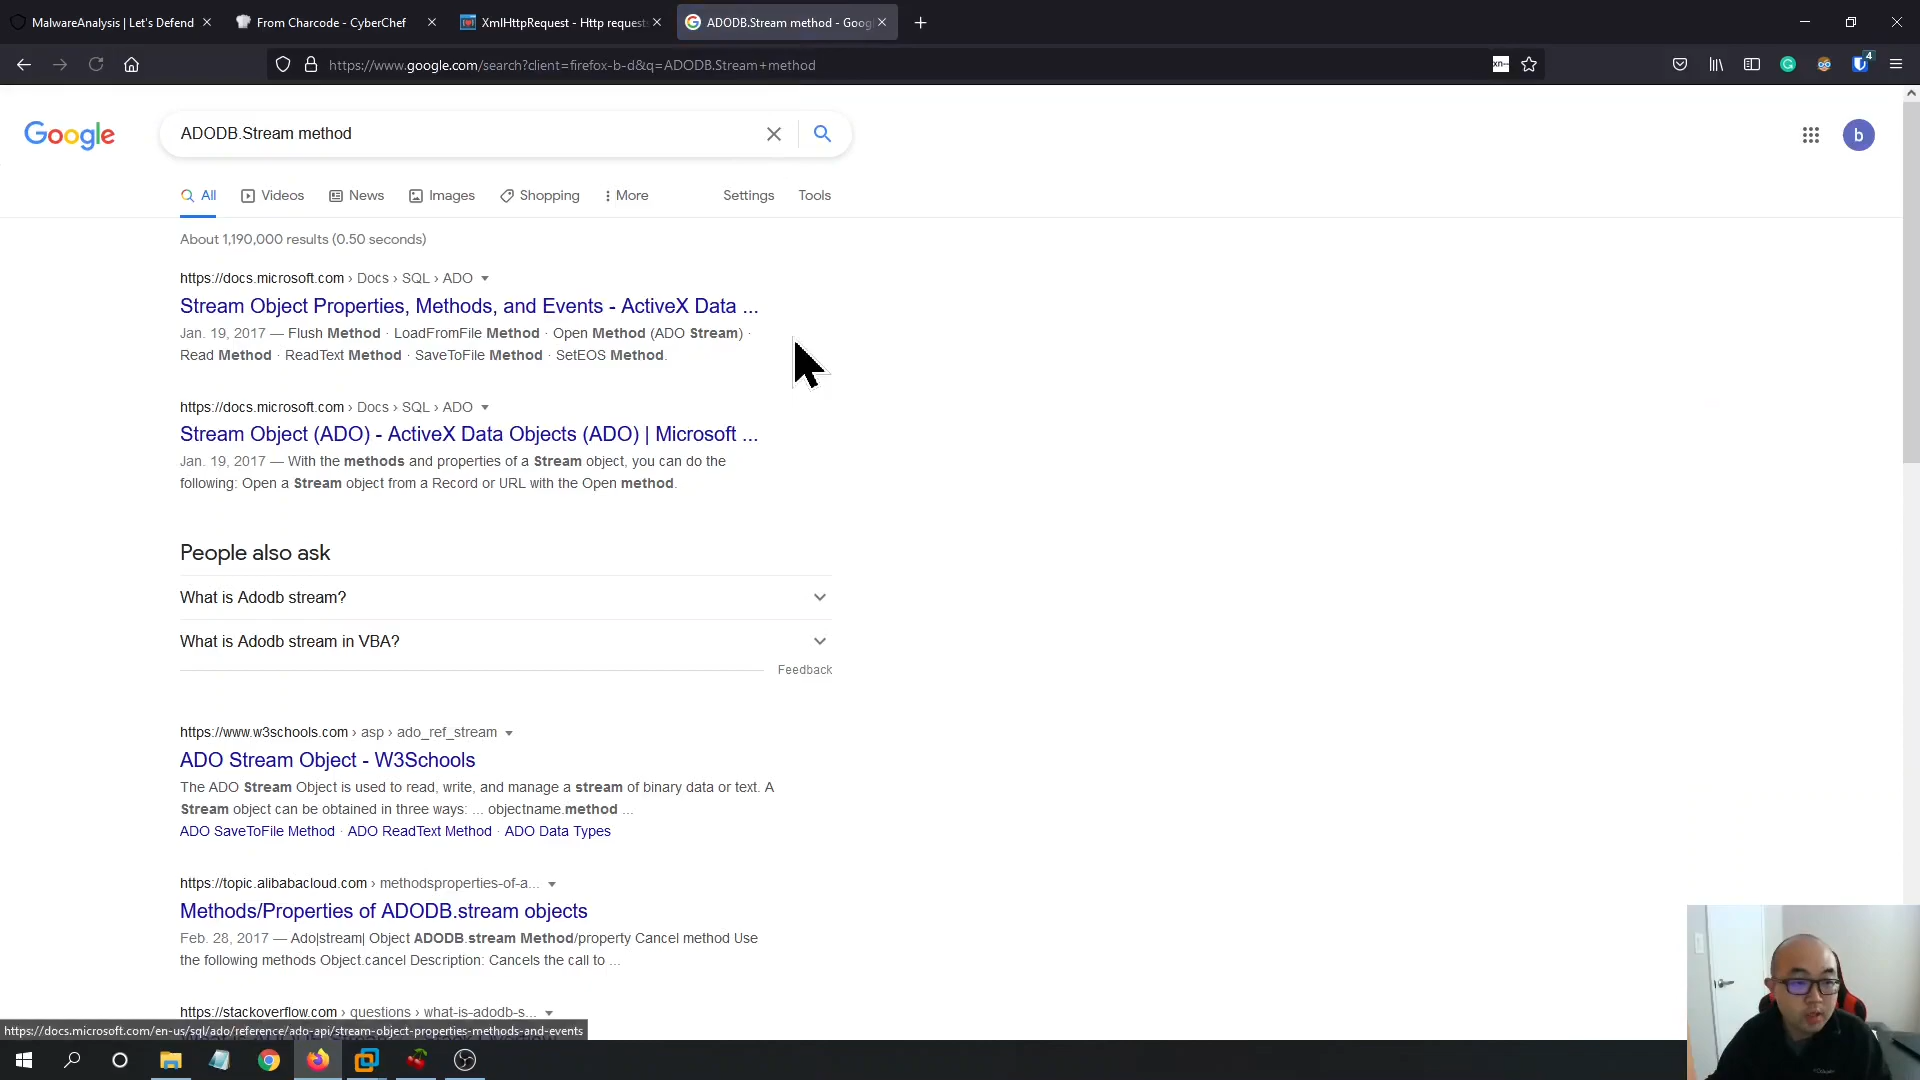 MalwareAnalysis | Let's Defend
From Charcode - CyberChef
XmlHttpRequest - Http requests
ADODB.Stream method - Goog
https://www.google.com/search?client=firefox-b-d&q=ADODB.Stream+method
xn--
4
Google
ADODB.Stream method
b
All
Videos
News
Images
Shopping
More
Settings
Tools
About 1,190,000 results (0.50 seconds)
https://docs.microsoft.com › Docs › SQL › ADO
Stream Object Properties, Methods, and Events - ActiveX Data ...
Jan. 19, 2017 — Flush Method · LoadFromFile Method · Open Method (ADO Stream) ·
Read Method · ReadText Method · SaveToFile Method · SetEOS Method.
https://docs.microsoft.com › Docs › SQL › ADO
Stream Object (ADO) - ActiveX Data Objects (ADO) | Microsoft ...
Jan. 19, 2017 — With the methods and properties of a Stream object, you can do the
following: Open a Stream object from a Record or URL with the Open method.
People also ask
What is Adodb stream?
What is Adodb stream in VBA?
Feedback
https://www.w3schools.com › asp › ado_ref_stream
ADO Stream Object - W3Schools
The ADO Stream Object is used to read, write, and manage a stream of binary data or text. A
Stream object can be obtained in three ways: ... objectname.method ...
ADO SaveToFile Method · ADO ReadText Method · ADO Data Types
https://topic.alibabacloud.com › methodsproperties-of-a...
Methods/Properties of ADODB.stream objects
Feb. 28, 2017 — Ado|stream| Object ADODB.stream Method/property Cancel method Use
the following methods Object.cancel Description: Cancels the call to ...
https://stackoverflow.com › questions › what-is-adodb-s...
https://docs.microsoft.com/en-us/sql/ado/reference/ado-api/stream-object-properties-methods-and-events